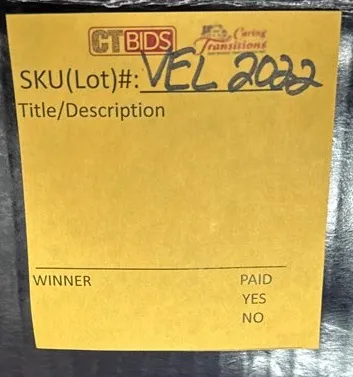 CTBIDS Caring Transitions
SKU(Lot)#: VEL 2022
Title/Description
WINNER PAID
YES
NO